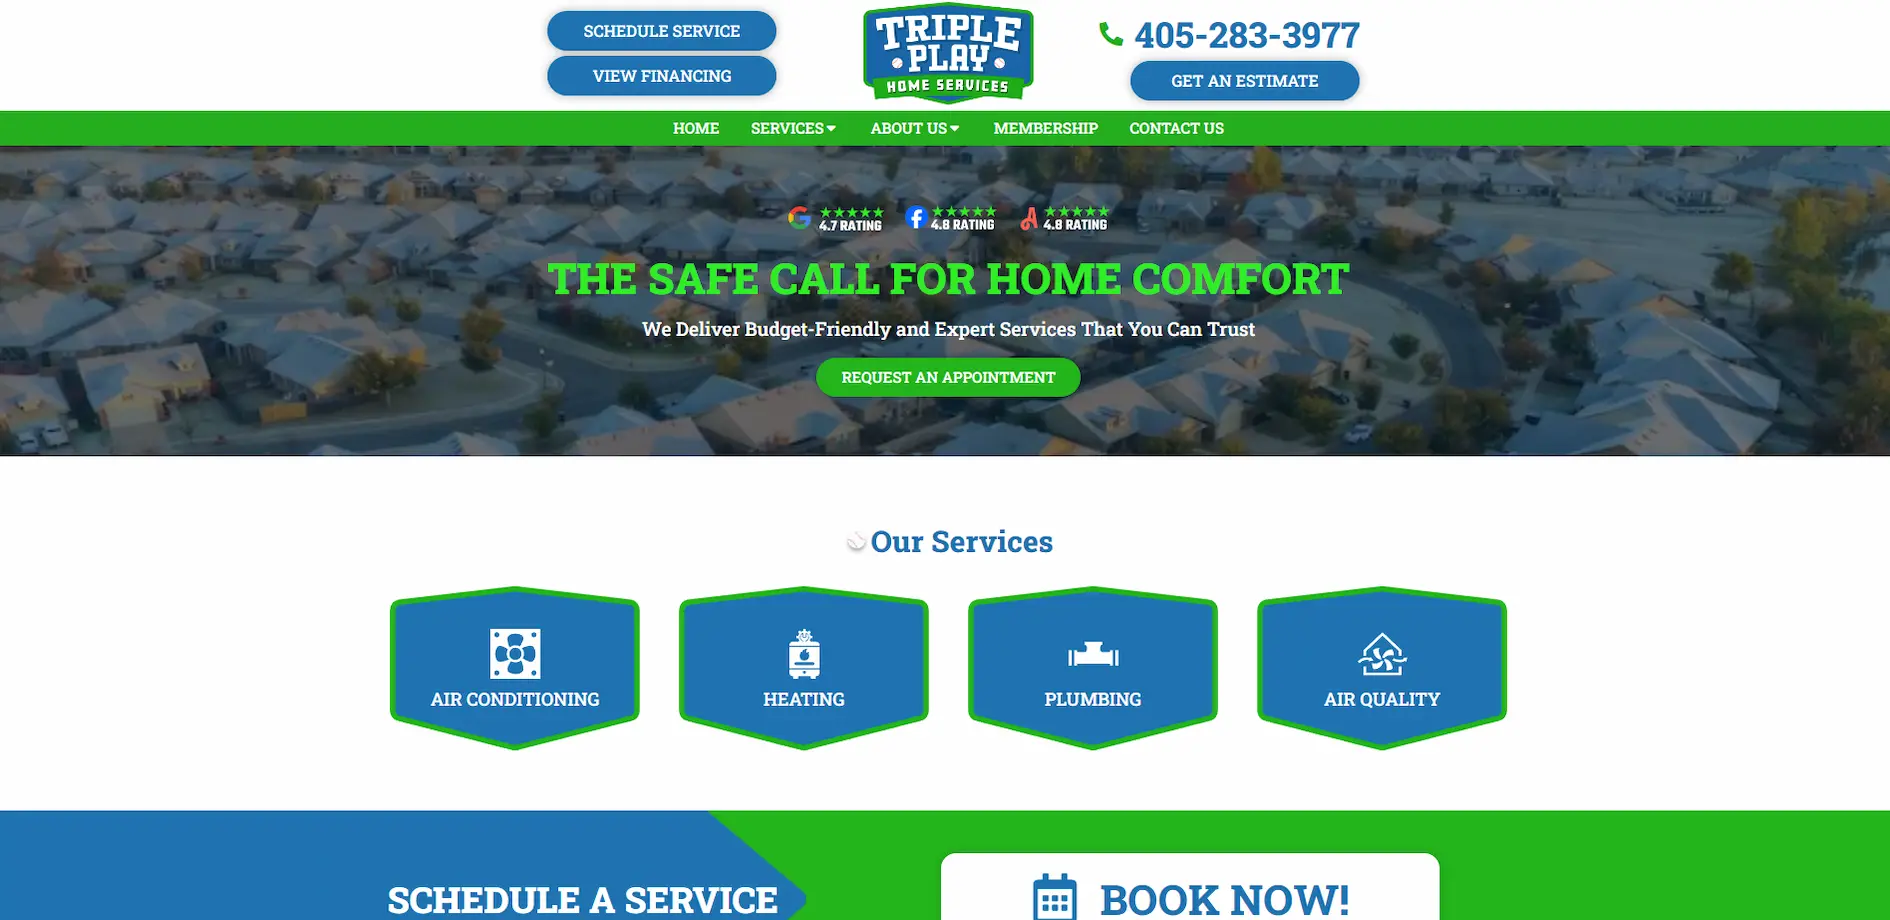 SCHEDULE SERVICE
VIEW FINANCING
TRIPLE
PLAY
HOME SERVICES
405-283-3977
GET AN ESTIMATE
HOME SERVICES ABOUT US MEMBERSHIP CONTACT US
4.7 RATING 4.8 RATING 4.8 RATING
THE SAFE CALL FOR HOME COMFORT
We Deliver Budget-Friendly and Expert Services That You Can Trust
REQUEST AN APPOINTMENT
Our Services
AIR CONDITIONING HEATING PLUMBING AIR QUALITY
SCHEDULE A SERVICE
BOOK NOW!